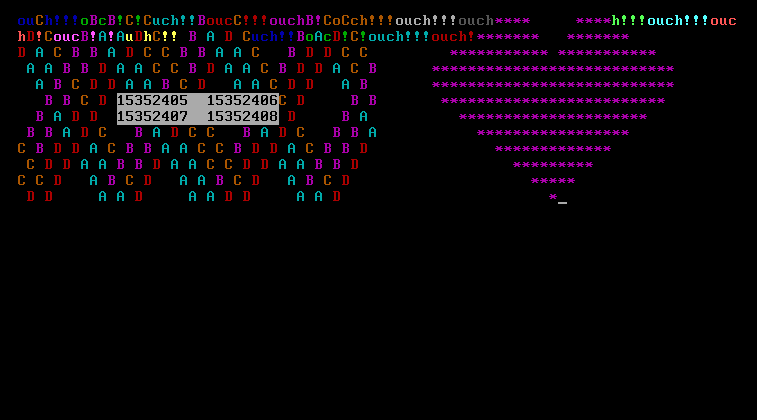 ouCh!!!oBcB!C!Cuch!!BoucC!!!ouchB!CoCch!!!ouch!!!ouch****     ****h!!!ouch!!!ouc
hD!CoucB!A!AuDhC!! B A D Cuch!!BoAcD!C!ouch!!!ouch!*******   *******
D A C B B A D C C B B A A C   B D D C C         *********** ***********
 A A B B D A A C C B D A A C B D D A C B      ***************************
  A B C D D A A B C D   A A C D D   A B       ***************************
   B B C D 15352405  15352406C D     B B       *************************
  B A D D  15352407  15352408 D     B A          *********************
 B B A D C   B A D C C   B A D C   B B A           *****************
C B D D A C B B A A C C B D D A C B B D              *************
 C D D A A B B D A A C C D D A A B B D                 *********
C C D   A B C D   A A B C D   A B C D                    *****
 D D     A A D     A A D D     A A D                       *_